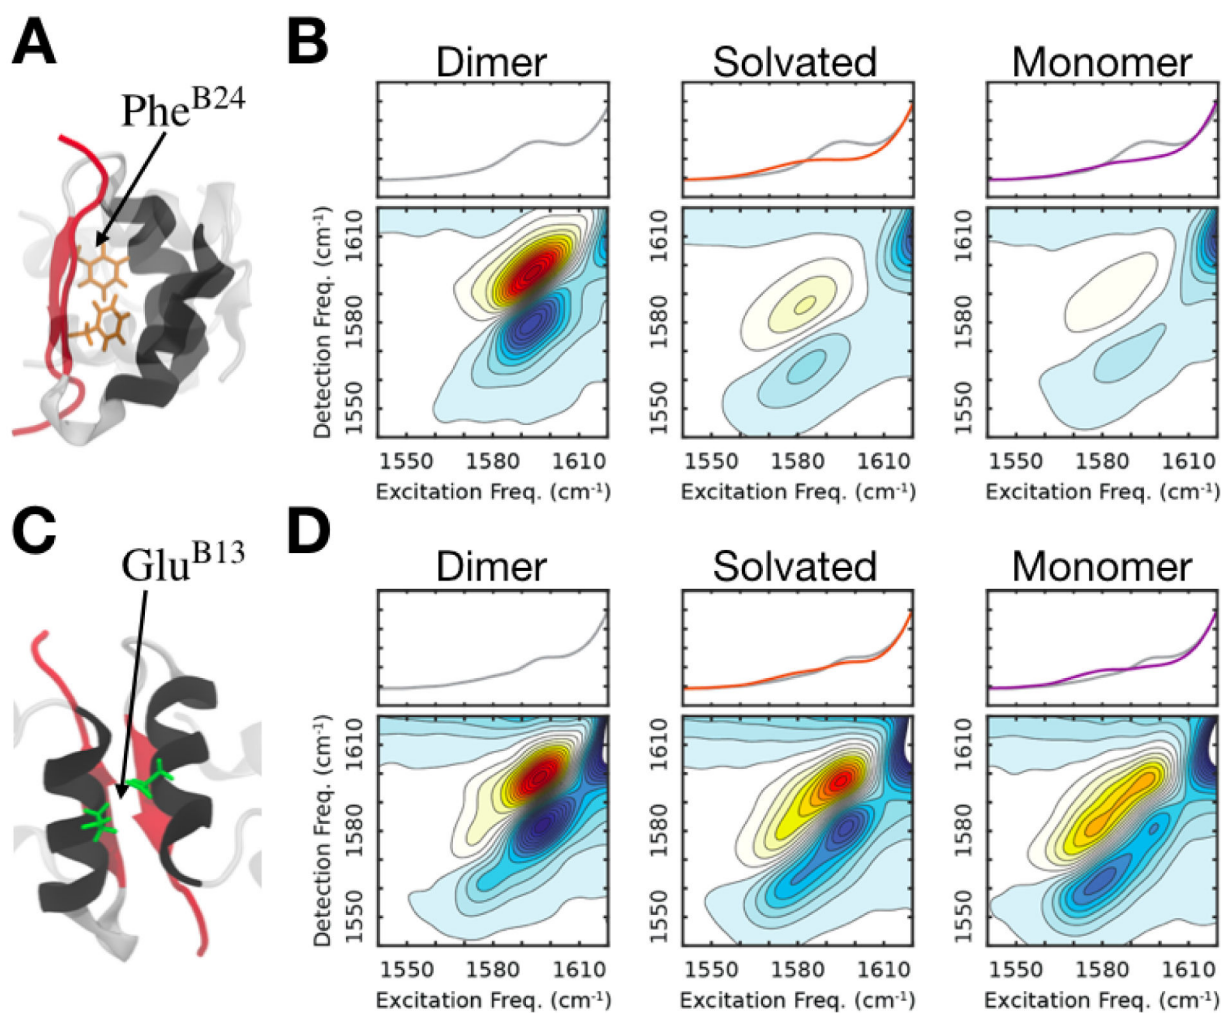 A
B
Phe^B24
Dimer
Solvated
Monomer
Detection Freq. (cm⁻¹)
1610
1580
1550
1610
1580
1550
1610
1580
1550
1550 1580 1610
1550 1580 1610
1550 1580 1610
Excitation Freq. (cm⁻¹)
Excitation Freq. (cm⁻¹)
Excitation Freq. (cm⁻¹)
C
D
Glu^B13
Dimer
Solvated
Monomer
Detection Freq. (cm⁻¹)
1610
1580
1550
1610
1580
1550
1610
1580
1550
1550 1580 1610
1550 1580 1610
1550 1580 1610
Excitation Freq. (cm⁻¹)
Excitation Freq. (cm⁻¹)
Excitation Freq. (cm⁻¹)